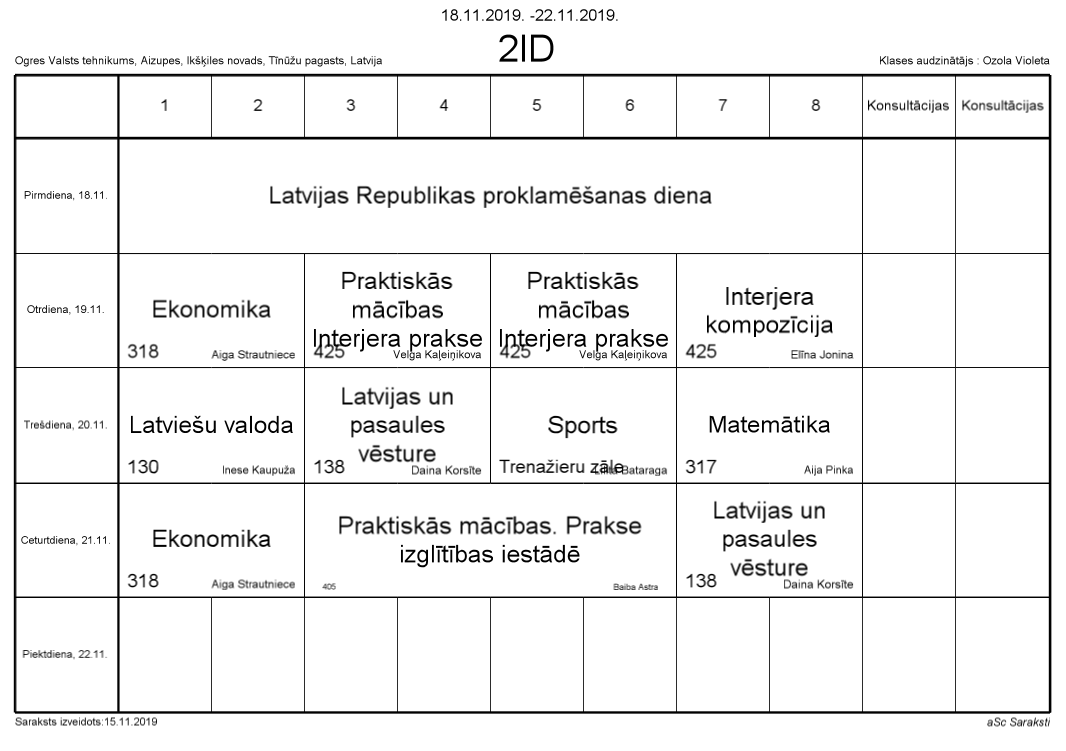 18.11.2019. -22.11.2019.
2ID
Ogres Valsts tehnikums, Aizupes, Ikšķiles novads, Tīnūžu pagasts, Latvija
Klases audzinātājs : Ozola Violeta
1 2 3 4 5 6 7 8 Konsultācijas Konsultācijas
Pirmdiena, 18.11.
Latvijas Republikas proklamēšanas diena
Otrdiena, 19.11.
Ekonomika
318 Aiga Strautniece
Praktiskās
mācības
Interjera prakse
425 Velga Kaļeiņikova
Praktiskās
mācības
Interjera prakse
425 Velga Kaļeiņikova
Interjera
kompozīcija
425 Elīna Jonina
Trešdiena, 20.11.
Latviešu valoda
130 Inese Kaupuža
Latvijas un
pasaules
vēsture
138 Daina Korsīte
Sports
Trenažieru zāle Bataraga
Matemātika
317 Aija Pinka
Ceturtdiena, 21.11.
Ekonomika
318 Aiga Strautniece
Praktiskās mācības. Prakse
izglītības iestādē
405 Baiba Astra
Latvijas un
pasaules
vēsture
138 Daina Korsīte
Piektdiena, 22.11.
Saraksts izveidots:15.11.2019
aSc Saraksti